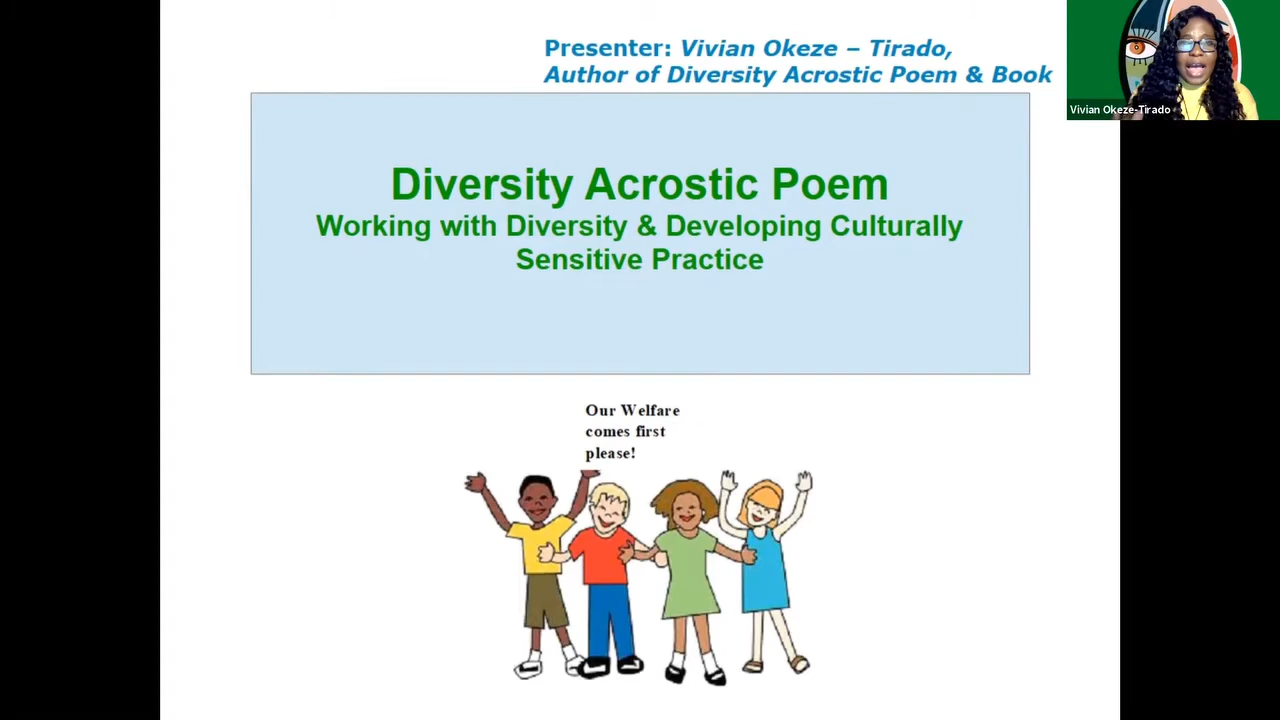 Presenter: Vivian Okeze – Tirado,
Author of Diversity Acrostic Poem & Book
Vivian Okeze-Tirado
Diversity Acrostic Poem
Working with Diversity & Developing Culturally
Sensitive Practice
Our Welfare
comes first
please!